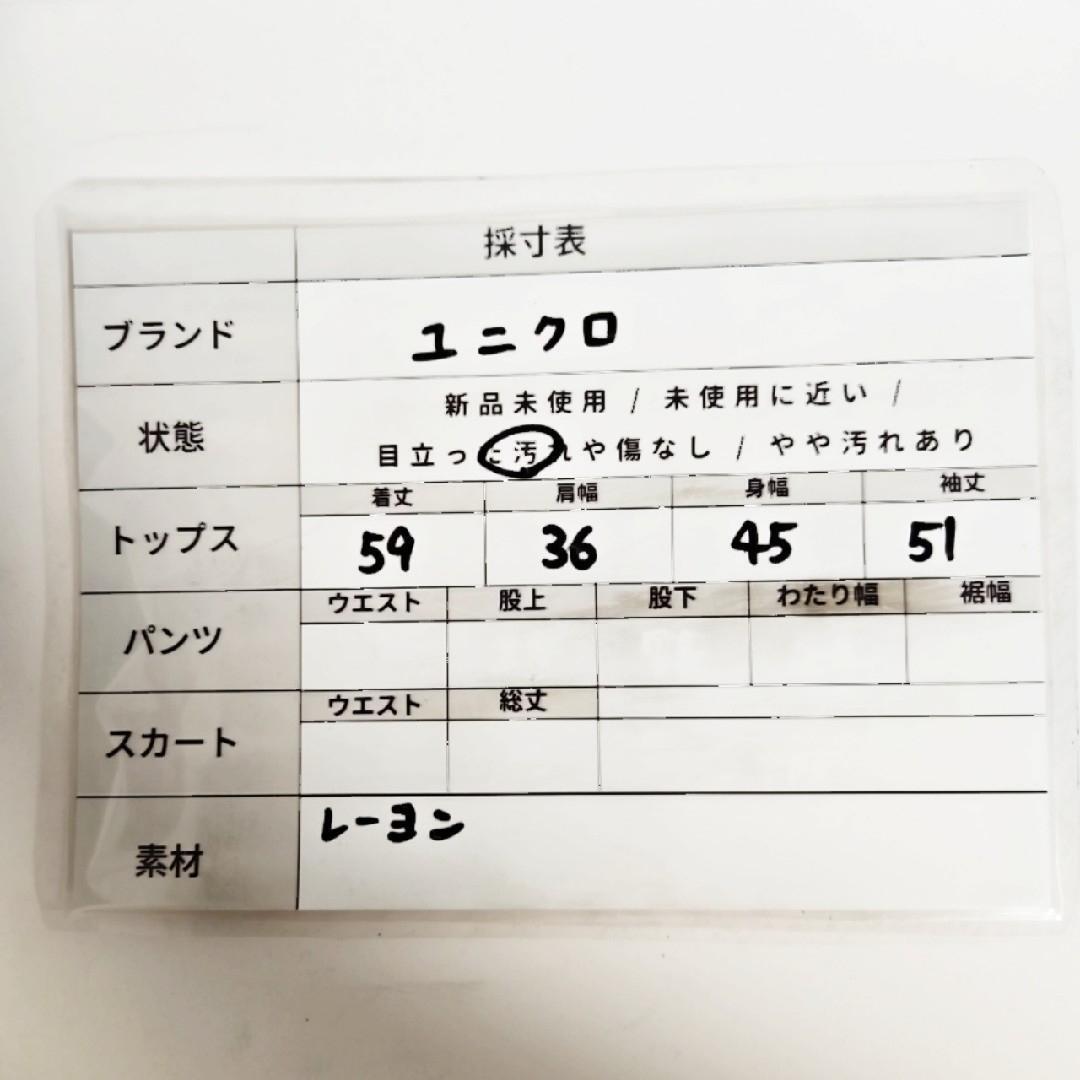 採寸表
ブランド ユニクロ
状態 新品未使用 / 未使用に近い /
目立った汚れや傷なし / やや汚れあり
トップス 着丈 肩幅 身幅 袖丈
59 36 45 51
パンツ ウエスト 股上 股下 わたり幅 裾幅
スカート ウエスト 総丈
素材 レーヨン